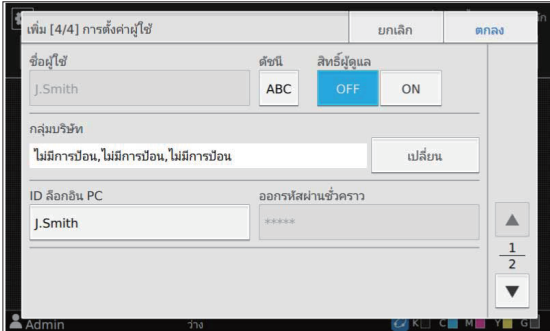 เพิ่ม [4/4] การตั้งค่าผู้ใช้ ยกเลิก ตกลง
ชื่อผู้ใช้ ดัชนี สิทธิ์ผู้ดูแล
J.Smith ABC OFF ON
กลุ่มบริษัท
ไม่มีการป้อน,ไม่มีการป้อน,ไม่มีการป้อน เปลี่ยน
ID ล็อกอิน PC ออกรหัสผ่านชั่วคราว
J.Smith *****
1
2
Admin ว่าง K C M Y G